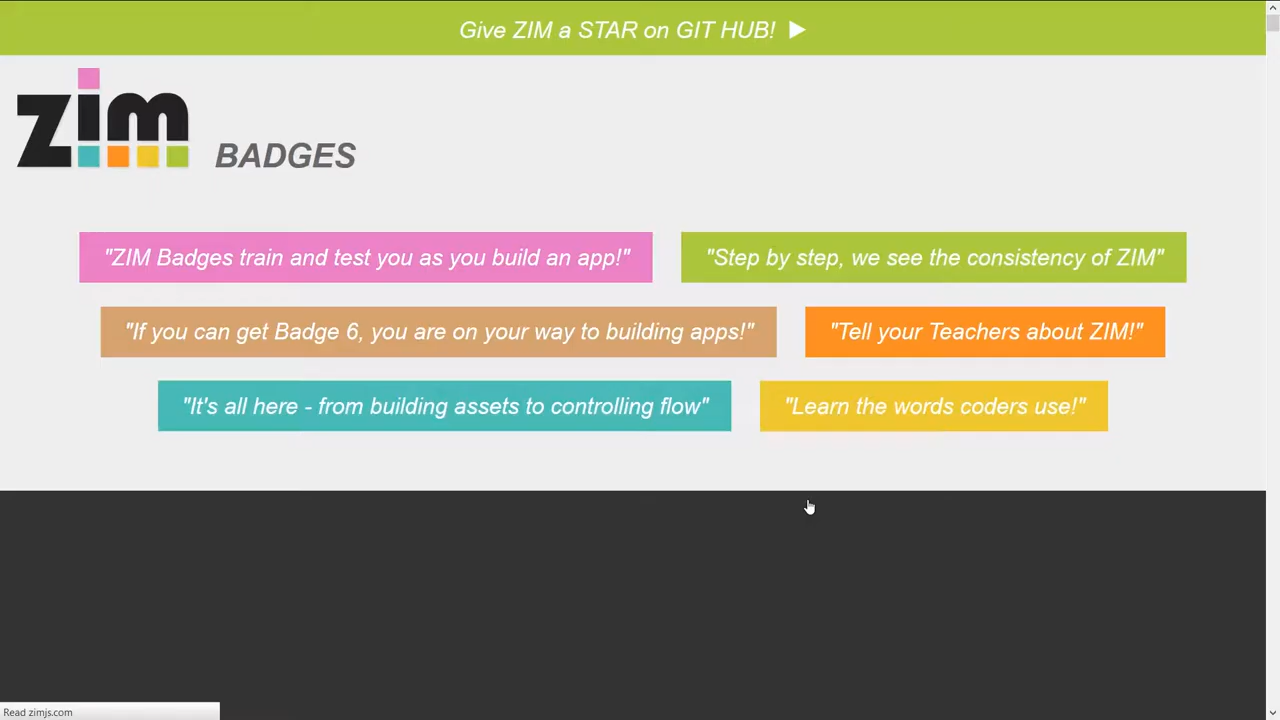 Give ZIM a STAR on GIT HUB! ▶
zim BADGES
"ZIM Badges train and test you as you build an app!" "Step by step, we see the consistency of ZIM"
"If you can get Badge 6, you are on your way to building apps!" "Tell your Teachers about ZIM!"
"It's all here - from building assets to controlling flow" "Learn the words coders use!"
Read zimjs.com